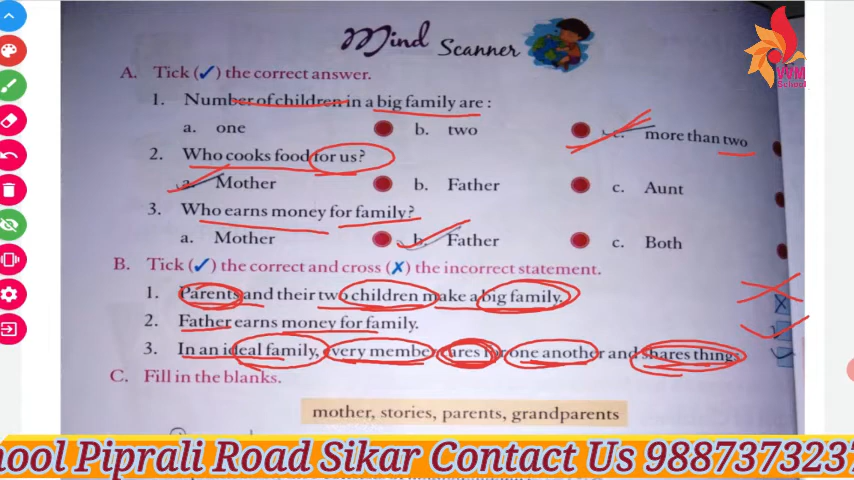 Mind Scanner
VSM
School
A. Tick (✓) the correct answer.
1. Number of children in a big family are :
a. one b. two c. more than two
2. Who cooks food for us?
a. Mother b. Father c. Aunt
3. Who earns money for family?
a. Mother b. Father c. Both
B. Tick (✓) the correct and cross (✗) the incorrect statement.
1. Parents and their two children make a big family.
2. Father earns money for family.
3. In an ideal family, every member cares for one another and shares things.
C. Fill in the blanks.
mother, stories, parents, grandparents
hool Piprali Road Sikar Contact Us 9887373237